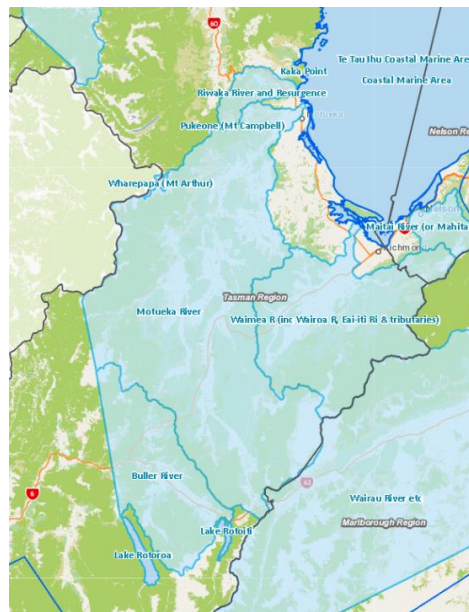 60
Te Tau Ihu Coastal Marine Area
Kaka Point
Coastal Marine Area
Riwaka River and Resurgence
Pukeone (Mt Campbell)
Nelson Re
Wharepapa (Mt Arthur)
Maitai River (or Mahita
Richmon
Tasman Region
Motueka River
Waimea R (inc Wairoa R, Eai-iti Ri & tributaries)
Buller River
6
63
Wairau River etc
Marlborough Region
Lake Rotoiti
Lake Rotoroa